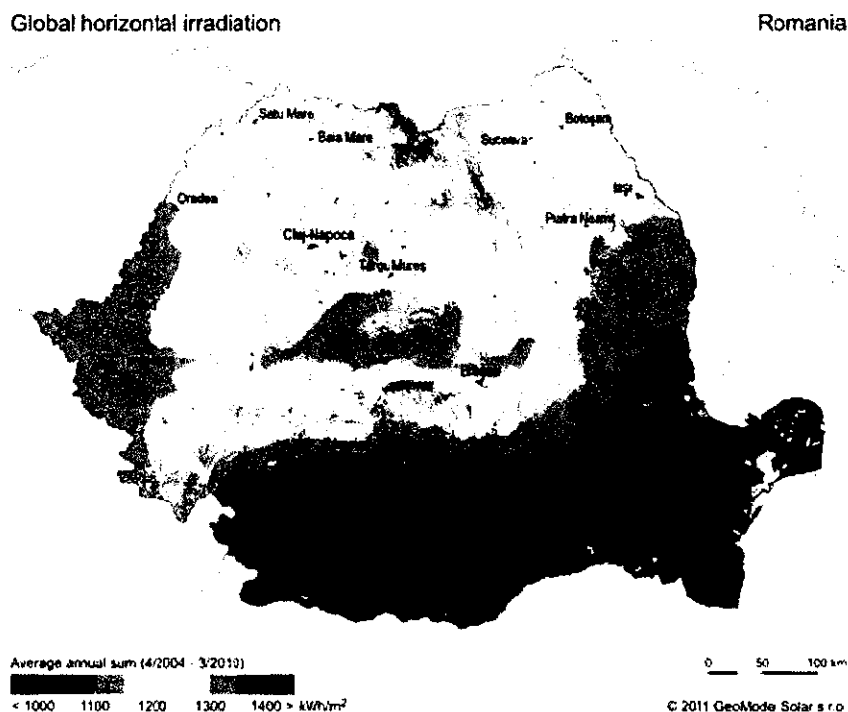 Global horizontal irradiation
Romania
Satu Mare
Baia Mare
Suceava
Botoşani
Iaşi
Oradea
Piatra Neamţ
Cluj-Napoca
Târgu Mureş
Average annual sum (4/2004 - 3/2010)
0 50 100 km
< 1000 1100 1200 1300 1400 > kWh/m²
© 2011 GeoModel Solar s.r.o.